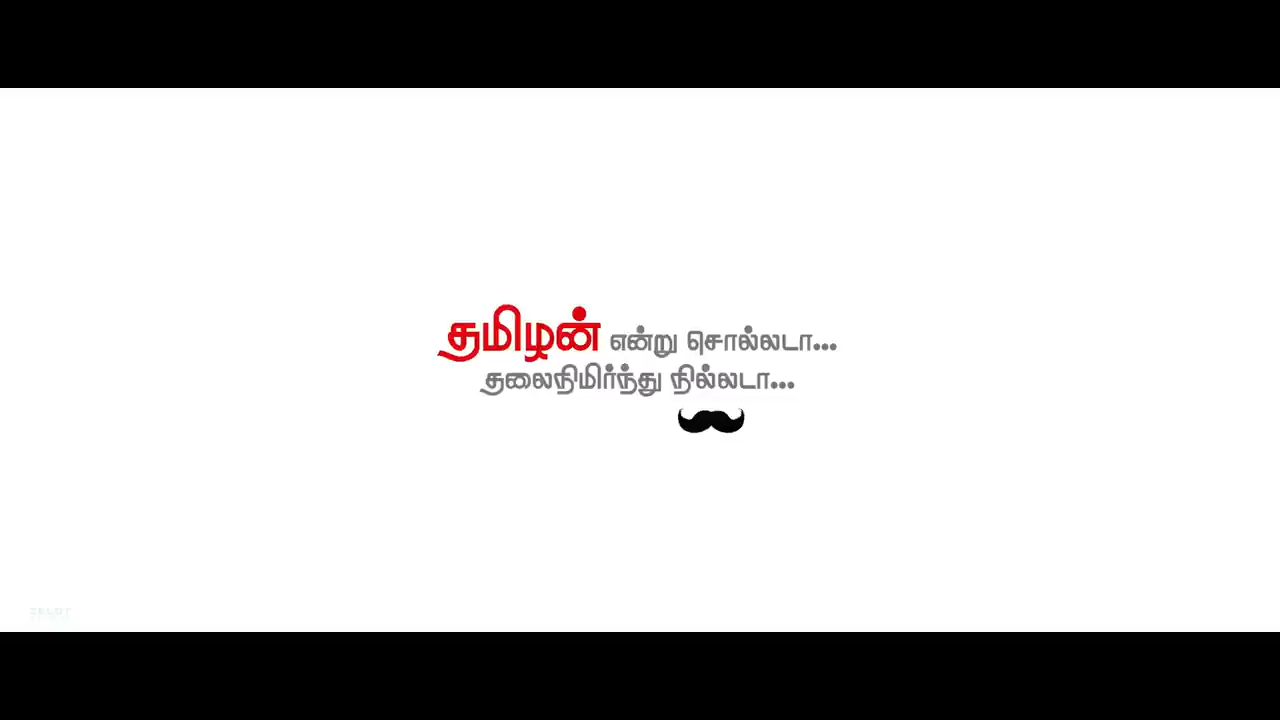 தமிழன் என்று சொல்லடா...
தலைநிமிர்ந்து நில்லடா...